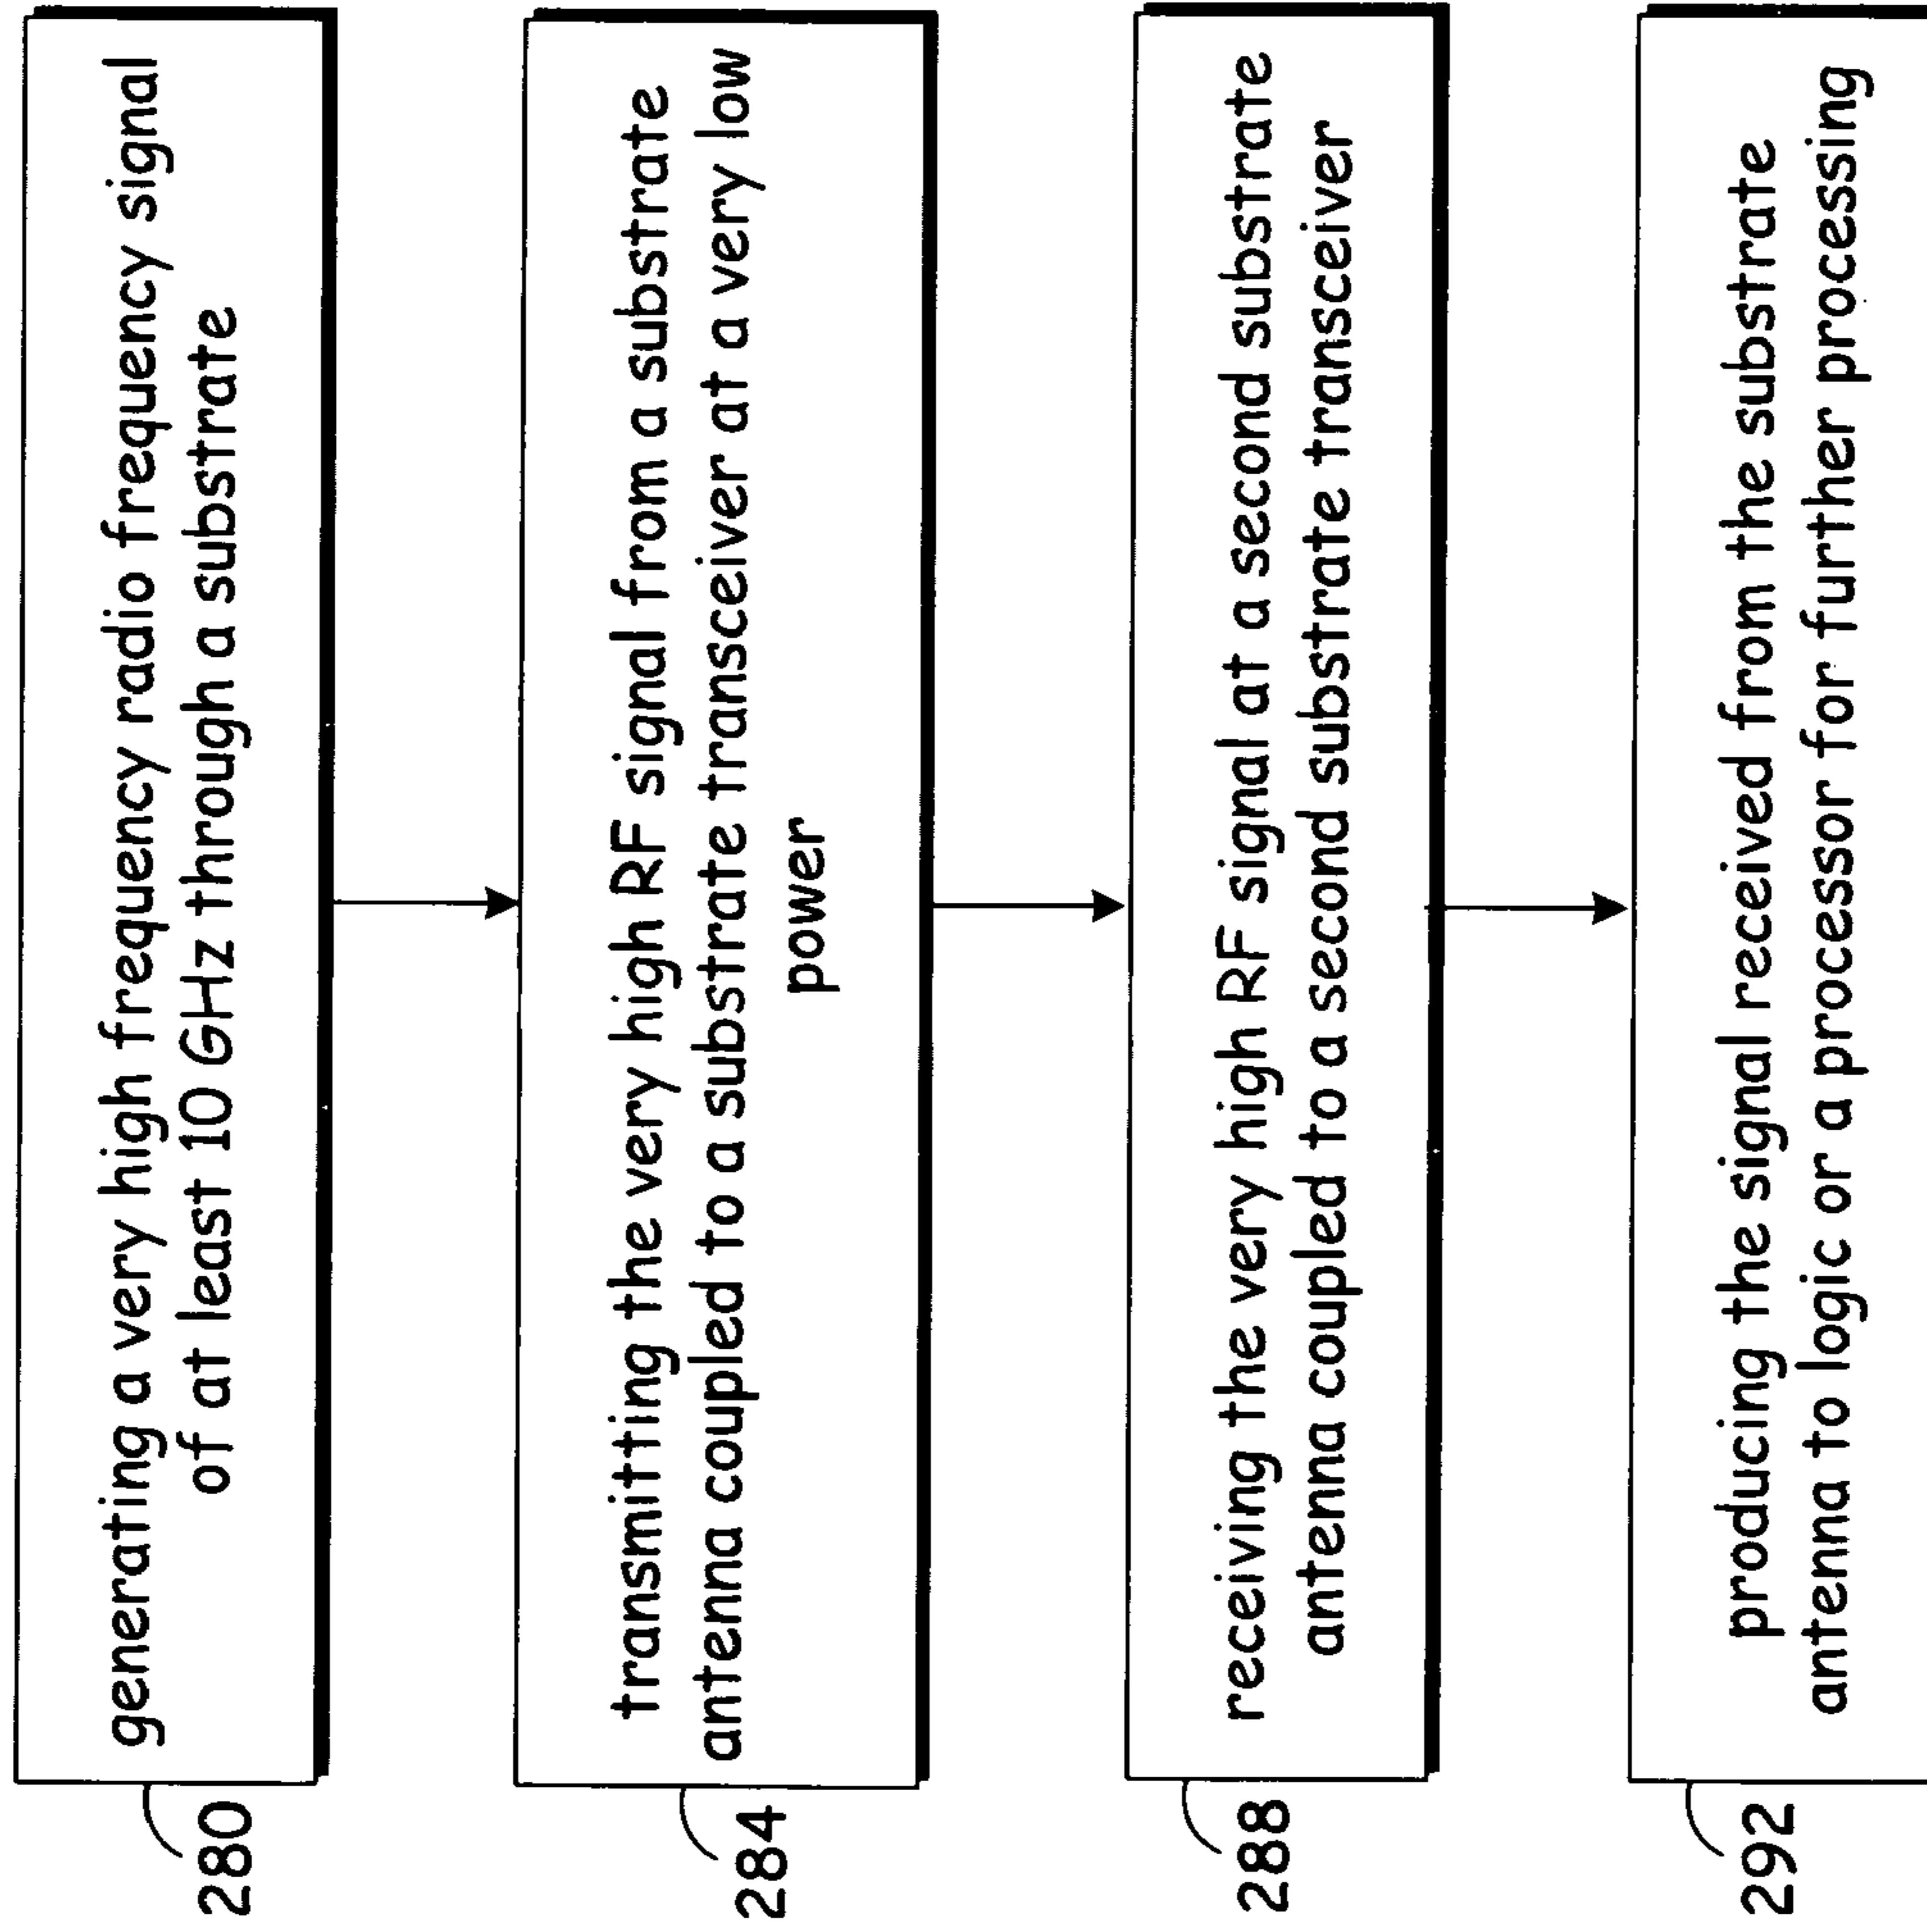 generating a very high frequency radio frequency signal
of at least 10 GHz through a substrate
280
transmitting the very high RF signal from a substrate
antenna coupled to a substrate transceiver at a very low
power
284
receiving the very high RF signal at a second substrate
antenna coupled to a second substrate transceiver
288
producing the signal received from the substrate
antenna to logic or a processor for further processing
292